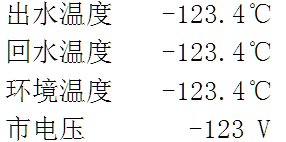 出水温度 -123.4℃
回水温度 -123.4℃
环境温度 -123.4℃
市电压 -123 V